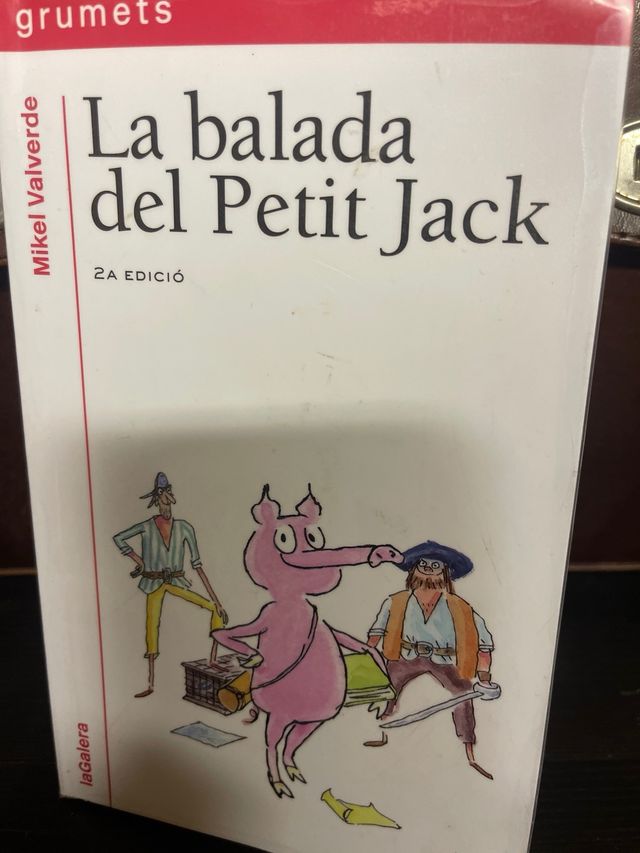 grumets
Mikel Valverde
La balada
del Petit Jack
2A EDICIÓ
laGalera